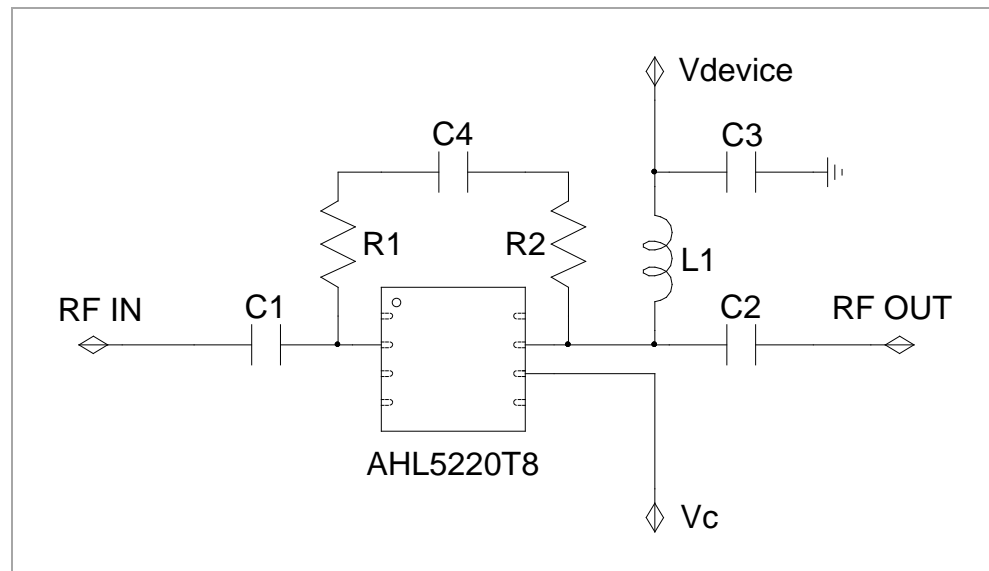 Vdevice
C4
C3
R1
R2
L1
RF IN
C1
C2
RF OUT
AHL5220T8
Vc